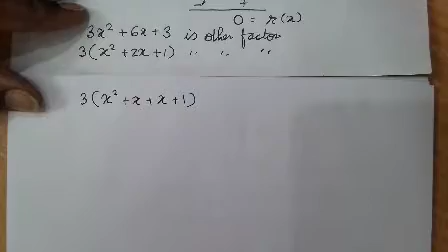 0 = r(x)
3x² + 6x + 3 is other factor
3(x² + 2x + 1) " " "
3(x² + x + x + 1)